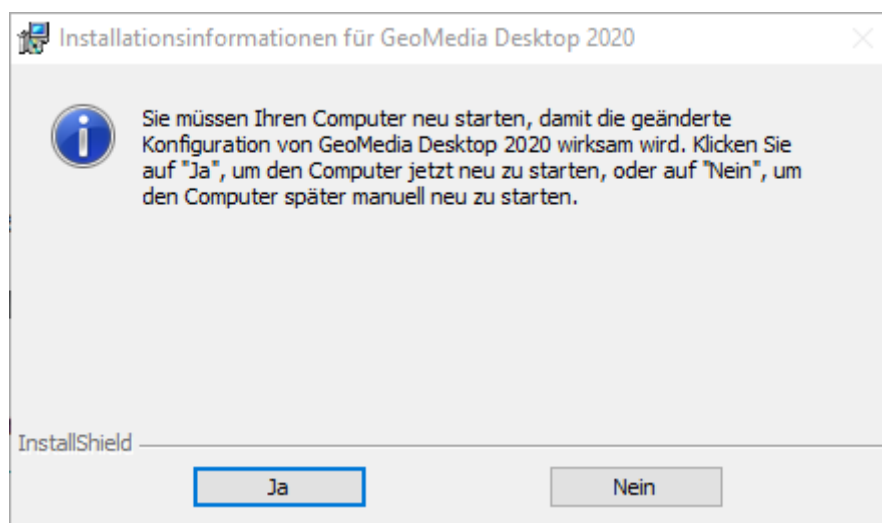 Installationsinformationen für GeoMedia Desktop 2020
Sie müssen Ihren Computer neu starten, damit die geänderte
Konfiguration von GeoMedia Desktop 2020 wirksam wird. Klicken Sie
auf "Ja", um den Computer jetzt neu zu starten, oder auf "Nein", um
den Computer später manuell neu zu starten.
InstallShield
Ja
Nein